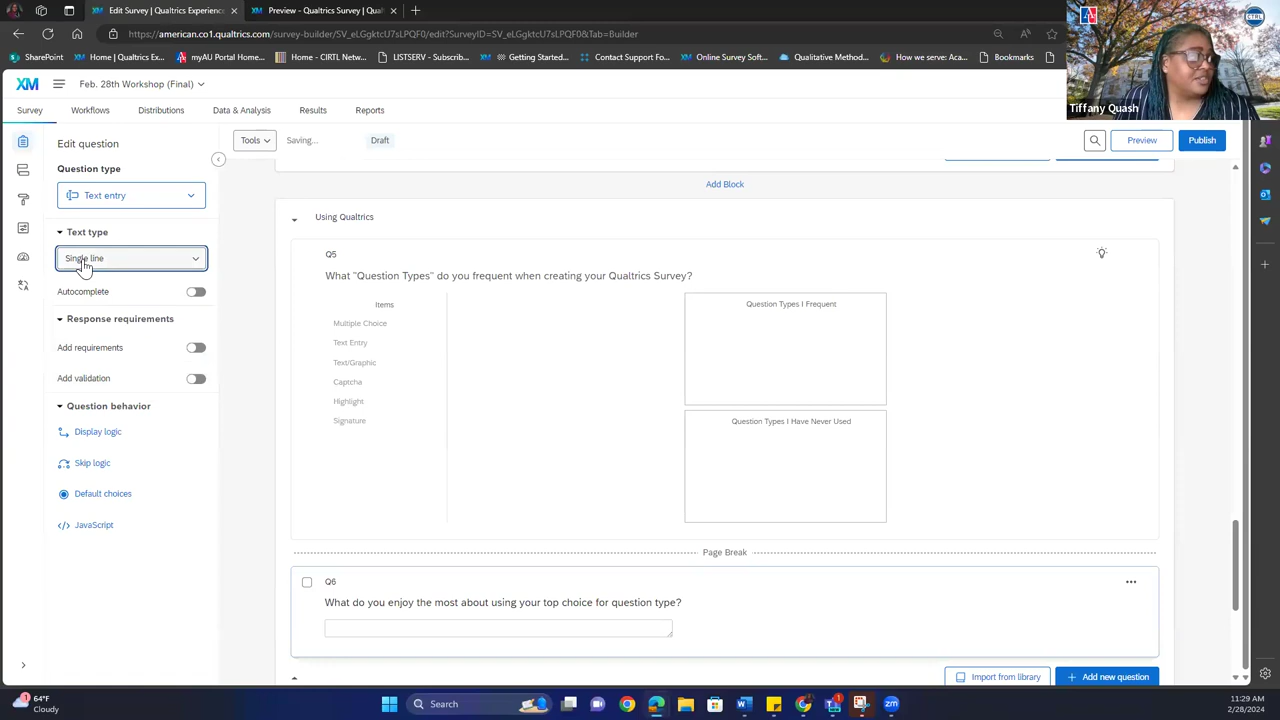 Edit Survey | Qualtrics Experience
Preview - Qualtrics Survey | Qual
https://american.co1.qualtrics.com/survey-builder/SV_eLGgktcU7sLPQF0/edit?SurveyID=SV_eLGgktcU7sLPQF0&Tab=Builder
SharePoint
Home | Qualtrics Ex...
myAU Portal Home...
Home - CIRTL Netw...
LISTSERV - Subscrib...
Getting Started...
Contact Support Fo...
Online Survey Soft...
Qualitative Method...
How we serve: Aca...
Bookmarks
Tiffany Quash
CTRL
XM
Feb. 28th Workshop (Final)
Survey
Workflows
Distributions
Data & Analysis
Results
Reports
Edit question
Tools
Saving...
Draft
Preview
Publish
Question type
Text entry
Text type
Single line
Autocomplete
Response requirements
Add requirements
Add validation
Question behavior
Display logic
Skip logic
Default choices
JavaScript
Add Block
Using Qualtrics
Q5
What "Question Types" do you frequent when creating your Qualtrics Survey?
Items
Multiple Choice
Text Entry
Text/Graphic
Captcha
Highlight
Signature
Question Types I Frequent
Question Types I Have Never Used
Page Break
Q6
What do you enjoy the most about using your top choice for question type?
Import from library
Add new question
64°F
Cloudy
Search
zm
11:29 AM
2/28/2024